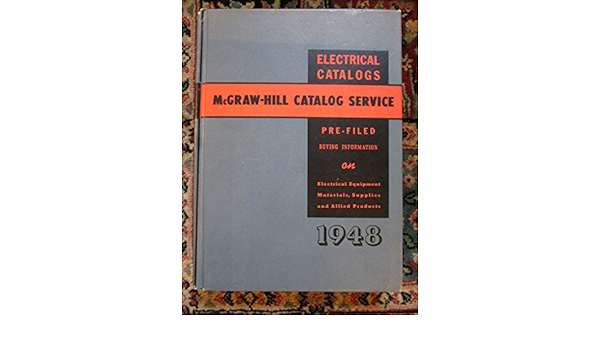 ELECTRICAL
CATALOGS
McGRAW-HILL CATALOG SERVICE
PRE-FILED
BUYING INFORMATION
on
Electrical Equipment
Materials, Supplies
and Allied Products
1948